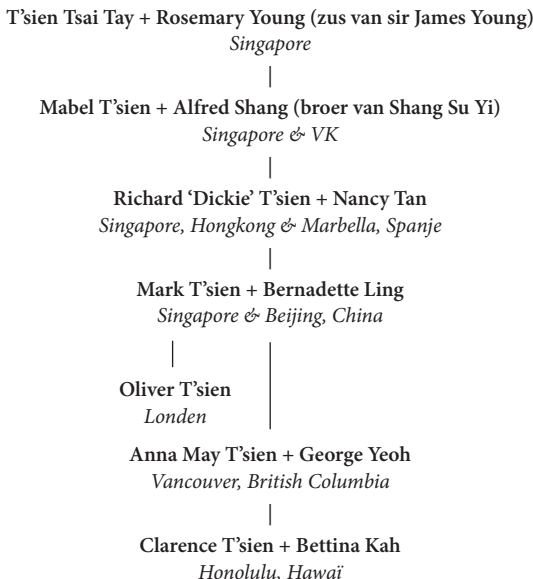 T’sien Tsai Tay + Rosemary Young (zus van sir James Young)
Singapore
Mabel T’sien + Alfred Shang (broer van Shang Su Yi)
Singapore & VK
Richard ‘Dickie’ T’sien + Nancy Tan
Singapore, Hongkong & Marbella, Spanje
Mark T’sien + Bernadette Ling
Singapore & Beijing, China
Oliver T’sien
Londen
Anna May T’sien + George Yeoh
Vancouver, British Columbia
Clarence T’sien + Bettina Kah
Honolulu, Hawaï